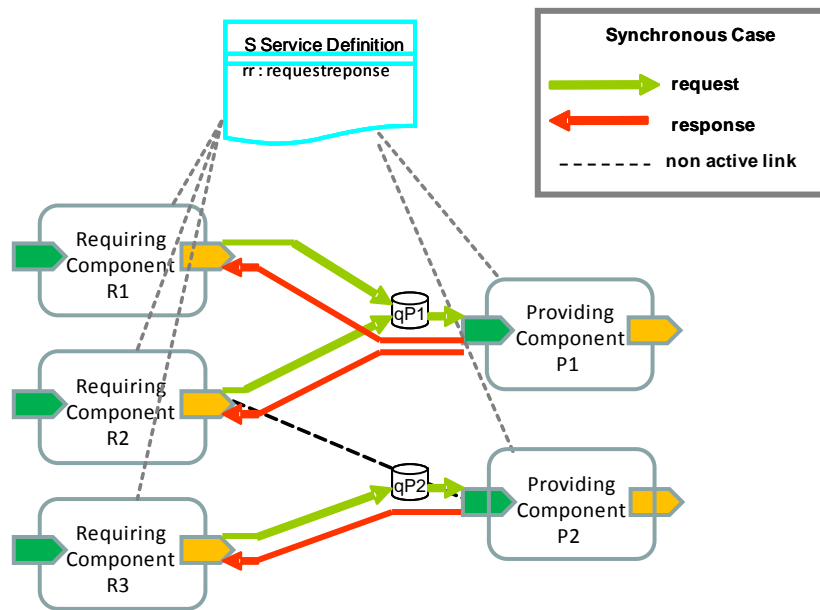 S Service Definition
rr : requestreponse
Synchronous Case
request
response
non active link
Requiring
Component
R1
qP1
Providing
Component
P1
Requiring
Component
R2
qP2
Providing
Component
P2
Requiring
Component
R3